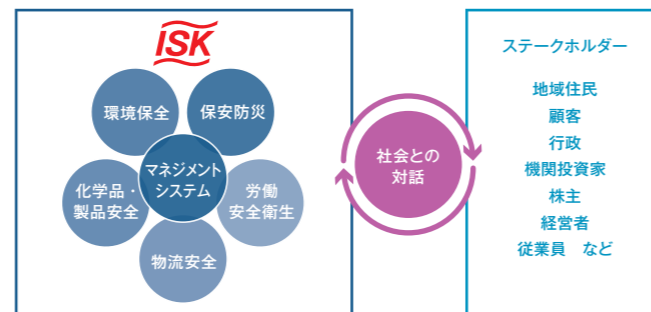 ISK
環境保全
保安防災
マネジメント
システム
化学品・
製品安全
労働
安全衛生
物流安全
社会との
対話
ステークホルダー
地域住民
顧客
行政
機関投資家
株主
経営者
従業員　など